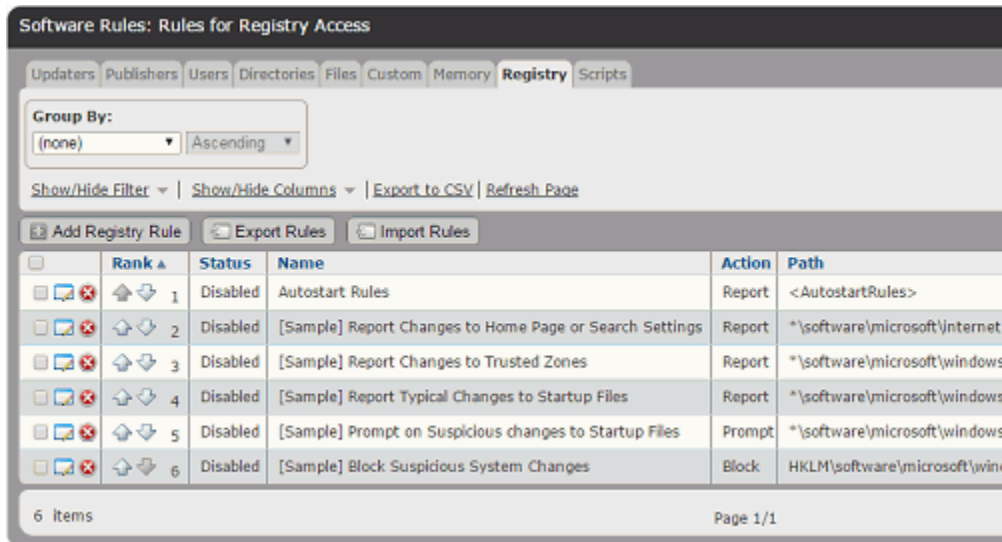 Software Rules: Rules for Registry Access
Updaters Publishers Users Directories Files Custom Memory Registry Scripts
Group By:
(none) Ascending
Show/Hide Filter | Show/Hide Columns | Export to CSV | Refresh Page
Add Registry Rule Export Rules Import Rules
Rank Status Name Action Path
1 Disabled Autostart Rules Report <AutostartRules>
2 Disabled [Sample] Report Changes to Home Page or Search Settings Report *\software\microsoft\internet
3 Disabled [Sample] Report Changes to Trusted Zones Report *\software\microsoft\windows
4 Disabled [Sample] Report Typical Changes to Startup Files Report *\software\microsoft\windows
5 Disabled [Sample] Prompt on Suspicious changes to Startup Files Prompt *\software\microsoft\windows
6 Disabled [Sample] Block Suspicious System Changes Block HKLM\software\microsoft\wind
6 items Page 1/1